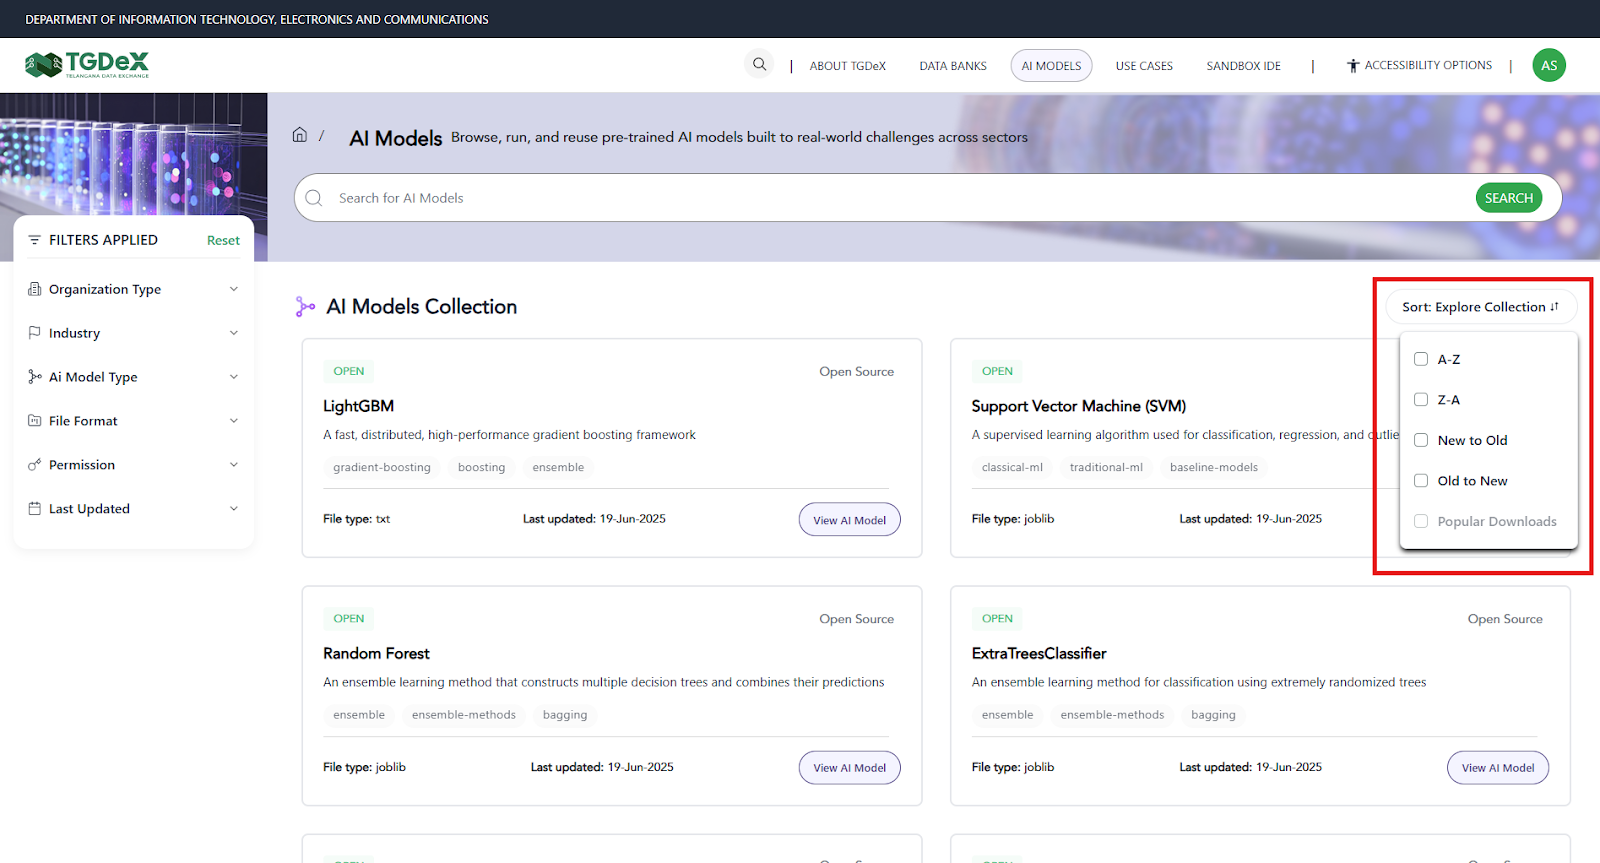 DEPARTMENT OF INFORMATION TECHNOLOGY, ELECTRONICS AND COMMUNICATIONS
TGDeX
TELANGANA DATA EXCHANGE
| ABOUT TGDeX DATA BANKS AI MODELS USE CASES SANDBOX IDE | ACCESSIBILITY OPTIONS | AS
/ AI Models Browse, run, and reuse pre-trained AI models built to real-world challenges across sectors
Search for AI Models SEARCH
FILTERS APPLIED Reset
Organization Type
Industry
Ai Model Type
File Format
Permission
Last Updated
AI Models Collection
Sort: Explore Collection
A-Z
Z-A
New to Old
Old to New
Popular Downloads
OPEN Open Source
LightGBM
A fast, distributed, high-performance gradient boosting framework
gradient-boosting boosting ensemble
File type: txt Last updated: 19-Jun-2025 View AI Model
OPEN
Support Vector Machine (SVM)
A supervised learning algorithm used for classification, regression, and outlie
classical-ml traditional-ml baseline-models
File type: joblib Last updated: 19-Jun-2025
OPEN Open Source
Random Forest
An ensemble learning method that constructs multiple decision trees and combines their predictions
ensemble ensemble-methods bagging
File type: joblib Last updated: 19-Jun-2025 View AI Model
OPEN Open Source
ExtraTreesClassifier
An ensemble learning method for classification using extremely randomized trees
ensemble ensemble-methods bagging
File type: joblib Last updated: 19-Jun-2025 View AI Model